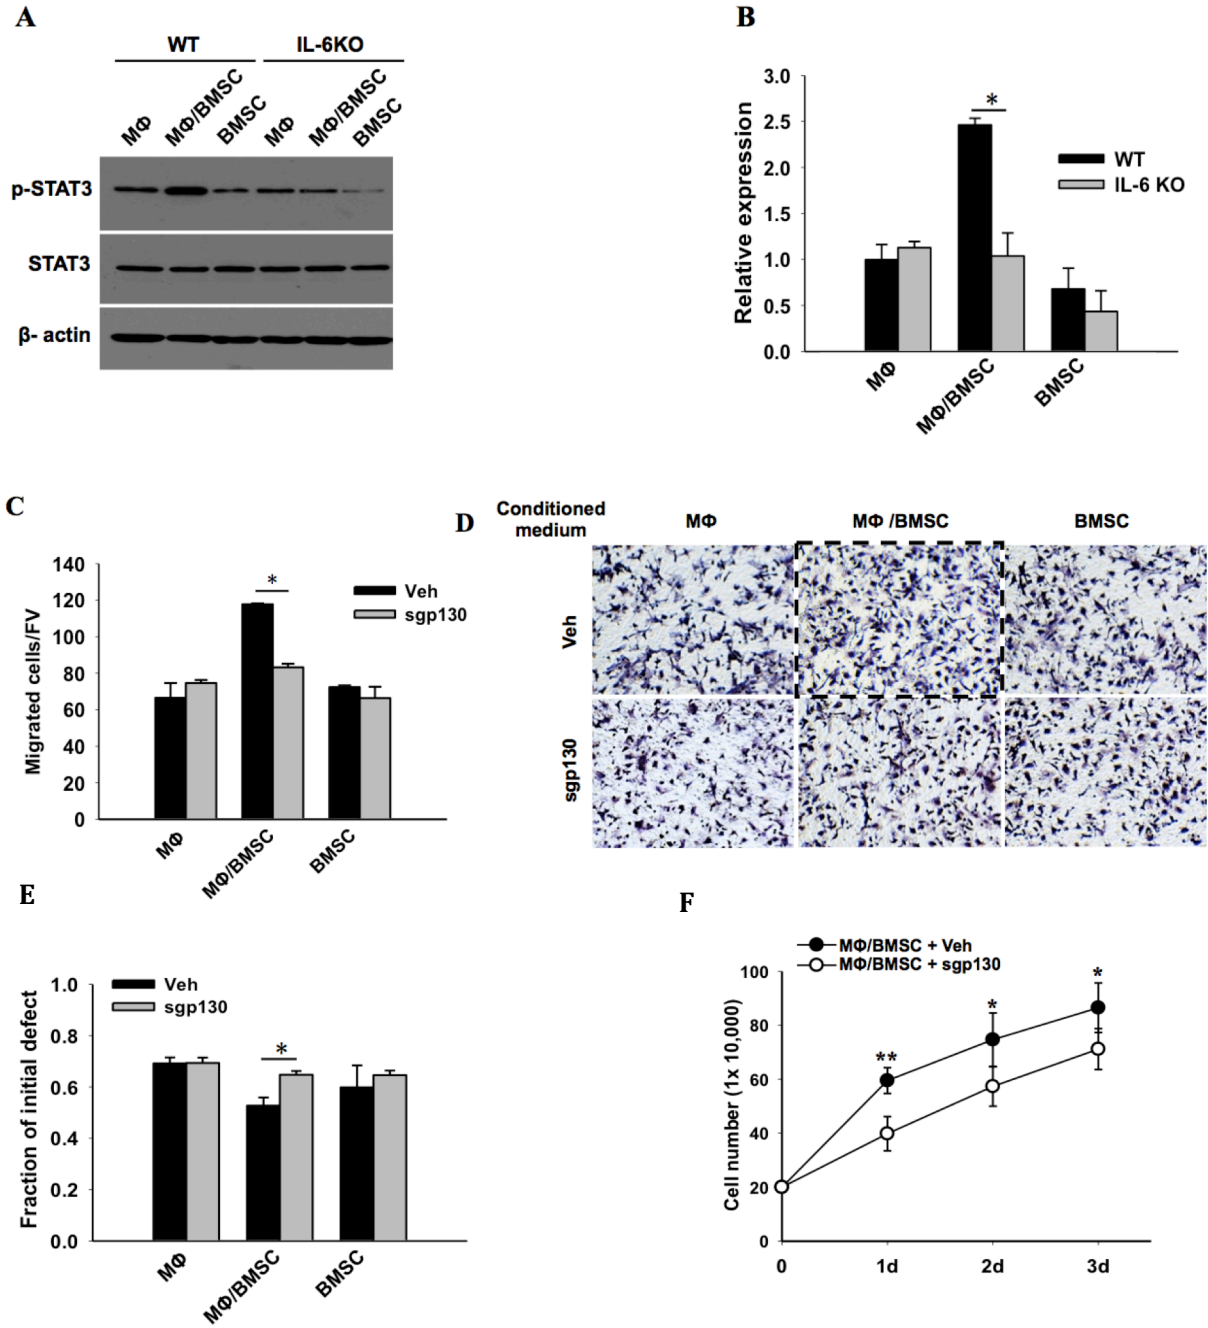 A
WT
IL-6KO
MΦ
MΦ/BMSC
BMSC
MΦ
MΦ/BMSC
BMSC
p-STAT3
STAT3
β- actin
B
Relative expression
3.0
2.5
2.0
1.5
1.0
0.5
0.0
*
WT
IL-6 KO
MΦ
MΦ/BMSC
BMSC
C
Migrated cells/FV
140
120
100
80
60
40
20
0
*
Veh
sgp130
MΦ
MΦ/BMSC
BMSC
D
Conditioned
medium
MΦ
MΦ /BMSC
BMSC
Veh
sgp130
E
Fraction of initial defect
1.0
0.8
0.6
0.4
0.2
0.0
Veh
sgp130
*
MΦ
MΦ/BMSC
BMSC
F
MΦ/BMSC + Veh
MΦ/BMSC + sgp130
Cell number (1x 10,000)
100
80
60
40
20
0
**
*
*
0
1d
2d
3d